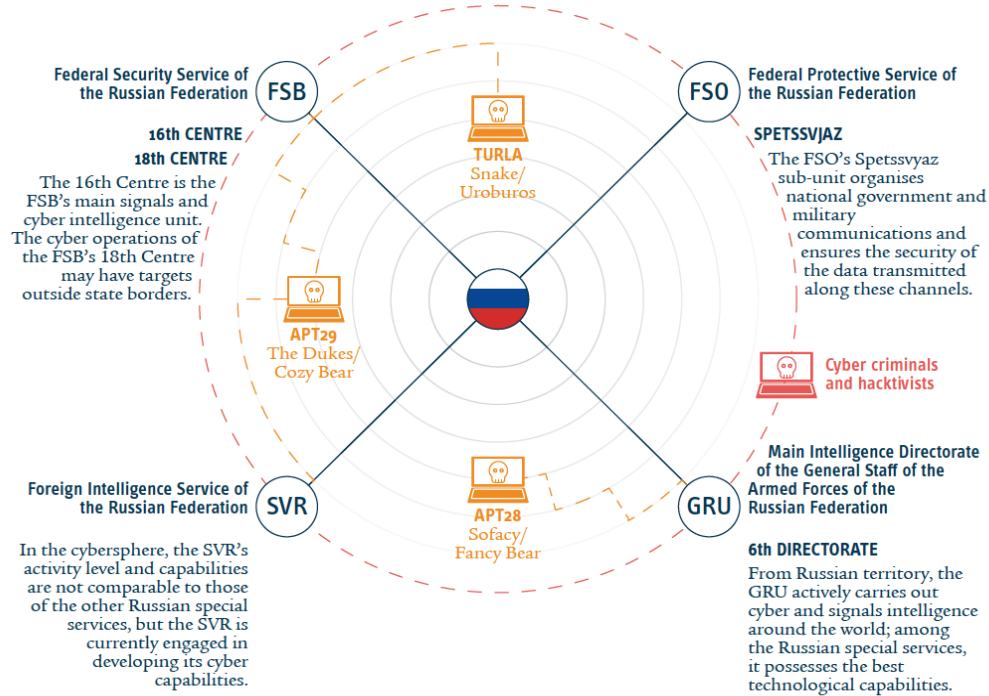 Federal Security Service of
the Russian Federation
FSB
16th CENTRE
18th CENTRE
The 16th Centre is the
FSB's main signals and
cyber intelligence unit.
The cyber operations of
the FSB's 18th Centre
may have targets
outside state borders.
TURLA
Snake/
Uroburos
FSO
Federal Protective Service of
the Russian Federation
SPETSSVJAZ
The FSO's Spetssvyaz
sub-unit organises
national government and
military
communications and
ensures the security of
the data transmitted
along these channels.
APT29
The Dukes/
Cozy Bear
Cyber criminals
and hacktivists
Foreign Intelligence Service of
the Russian Federation
SVR
In the cybersphere, the SVR's
activity level and capabilities
are not comparable to those
of the other Russian special
services, but the SVR is
currently engaged in
developing its cyber
capabilities.
APT28
Sofacy/
Fancy Bear
GRU
Main Intelligence Directorate
of the General Staff of the
Armed Forces of the
Russian Federation
6th DIRECTORATE
From Russian territory, the
GRU actively carries out
cyber and signals intelligence
around the world; among
the Russian special services,
it possesses the best
technological capabilities.